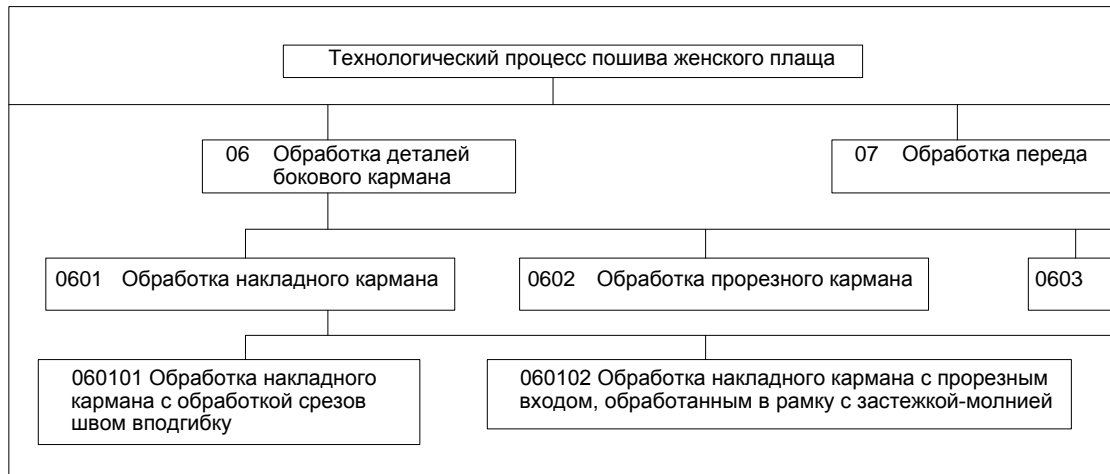 Технологический процесс пошива женского плаща
06 Обработка деталей
бокового кармана
07 Обработка переда
0601 Обработка накладного кармана
0602 Обработка прорезного кармана
0603
060101 Обработка накладного
кармана с обработкой срезов
швом вподгибку
060102 Обработка накладного кармана с прорезным
входом, обработанным в рамку с застежкой-молнией